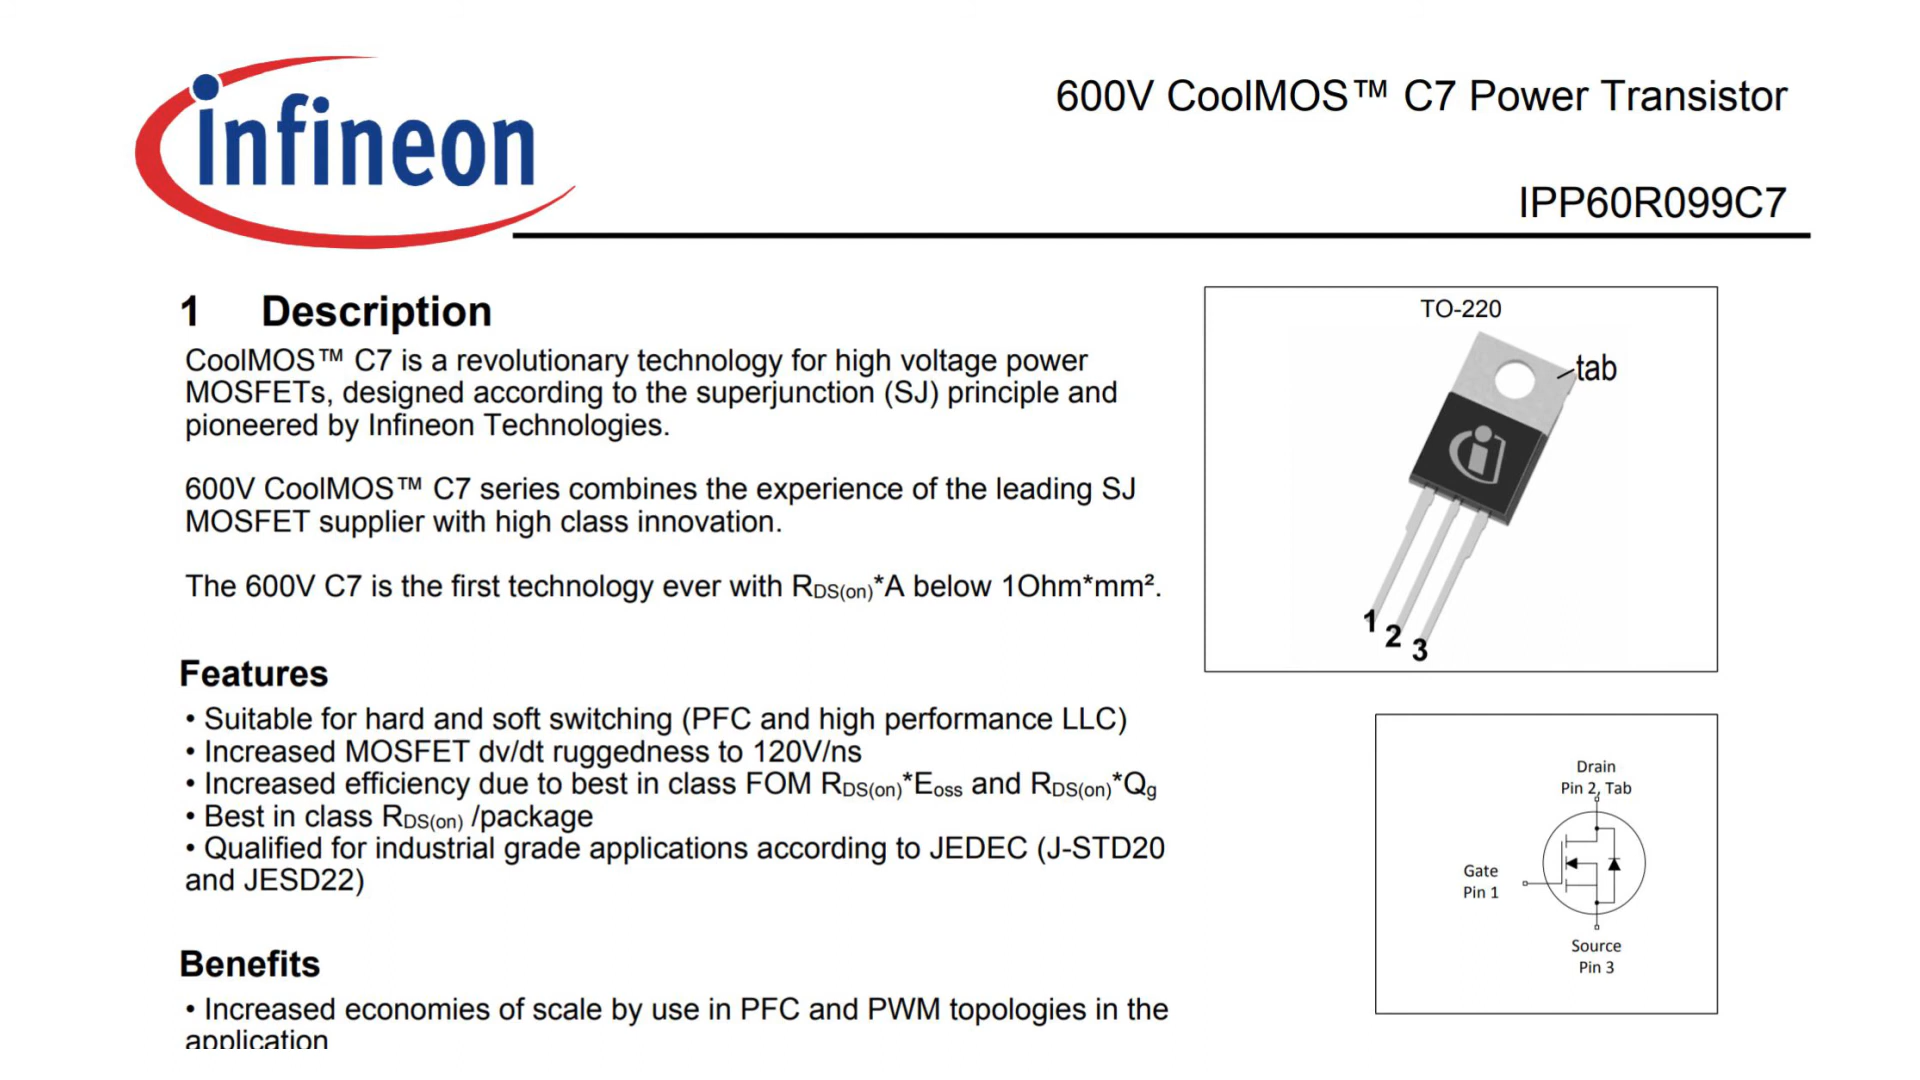 infineon
600V CoolMOS™ C7 Power Transistor
IPP60R099C7
1 Description
CoolMOS™ C7 is a revolutionary technology for high voltage power
MOSFETs, designed according to the superjunction (SJ) principle and
pioneered by Infineon Technologies.
600V CoolMOS™ C7 series combines the experience of the leading SJ
MOSFET supplier with high class innovation.
The 600V C7 is the first technology ever with RDS(on)*A below 1Ohm*mm².
Features
• Suitable for hard and soft switching (PFC and high performance LLC)
• Increased MOSFET dv/dt ruggedness to 120V/ns
• Increased efficiency due to best in class FOM RDS(on)*Eoss and RDS(on)*Qg
• Best in class RDS(on) /package
• Qualified for industrial grade applications according to JEDEC (J-STD20
and JESD22)
Benefits
• Increased economies of scale by use in PFC and PWM topologies in the
application
TO-220
tab
1
2
3
Drain
Pin 2, Tab
Gate
Pin 1
Source
Pin 3